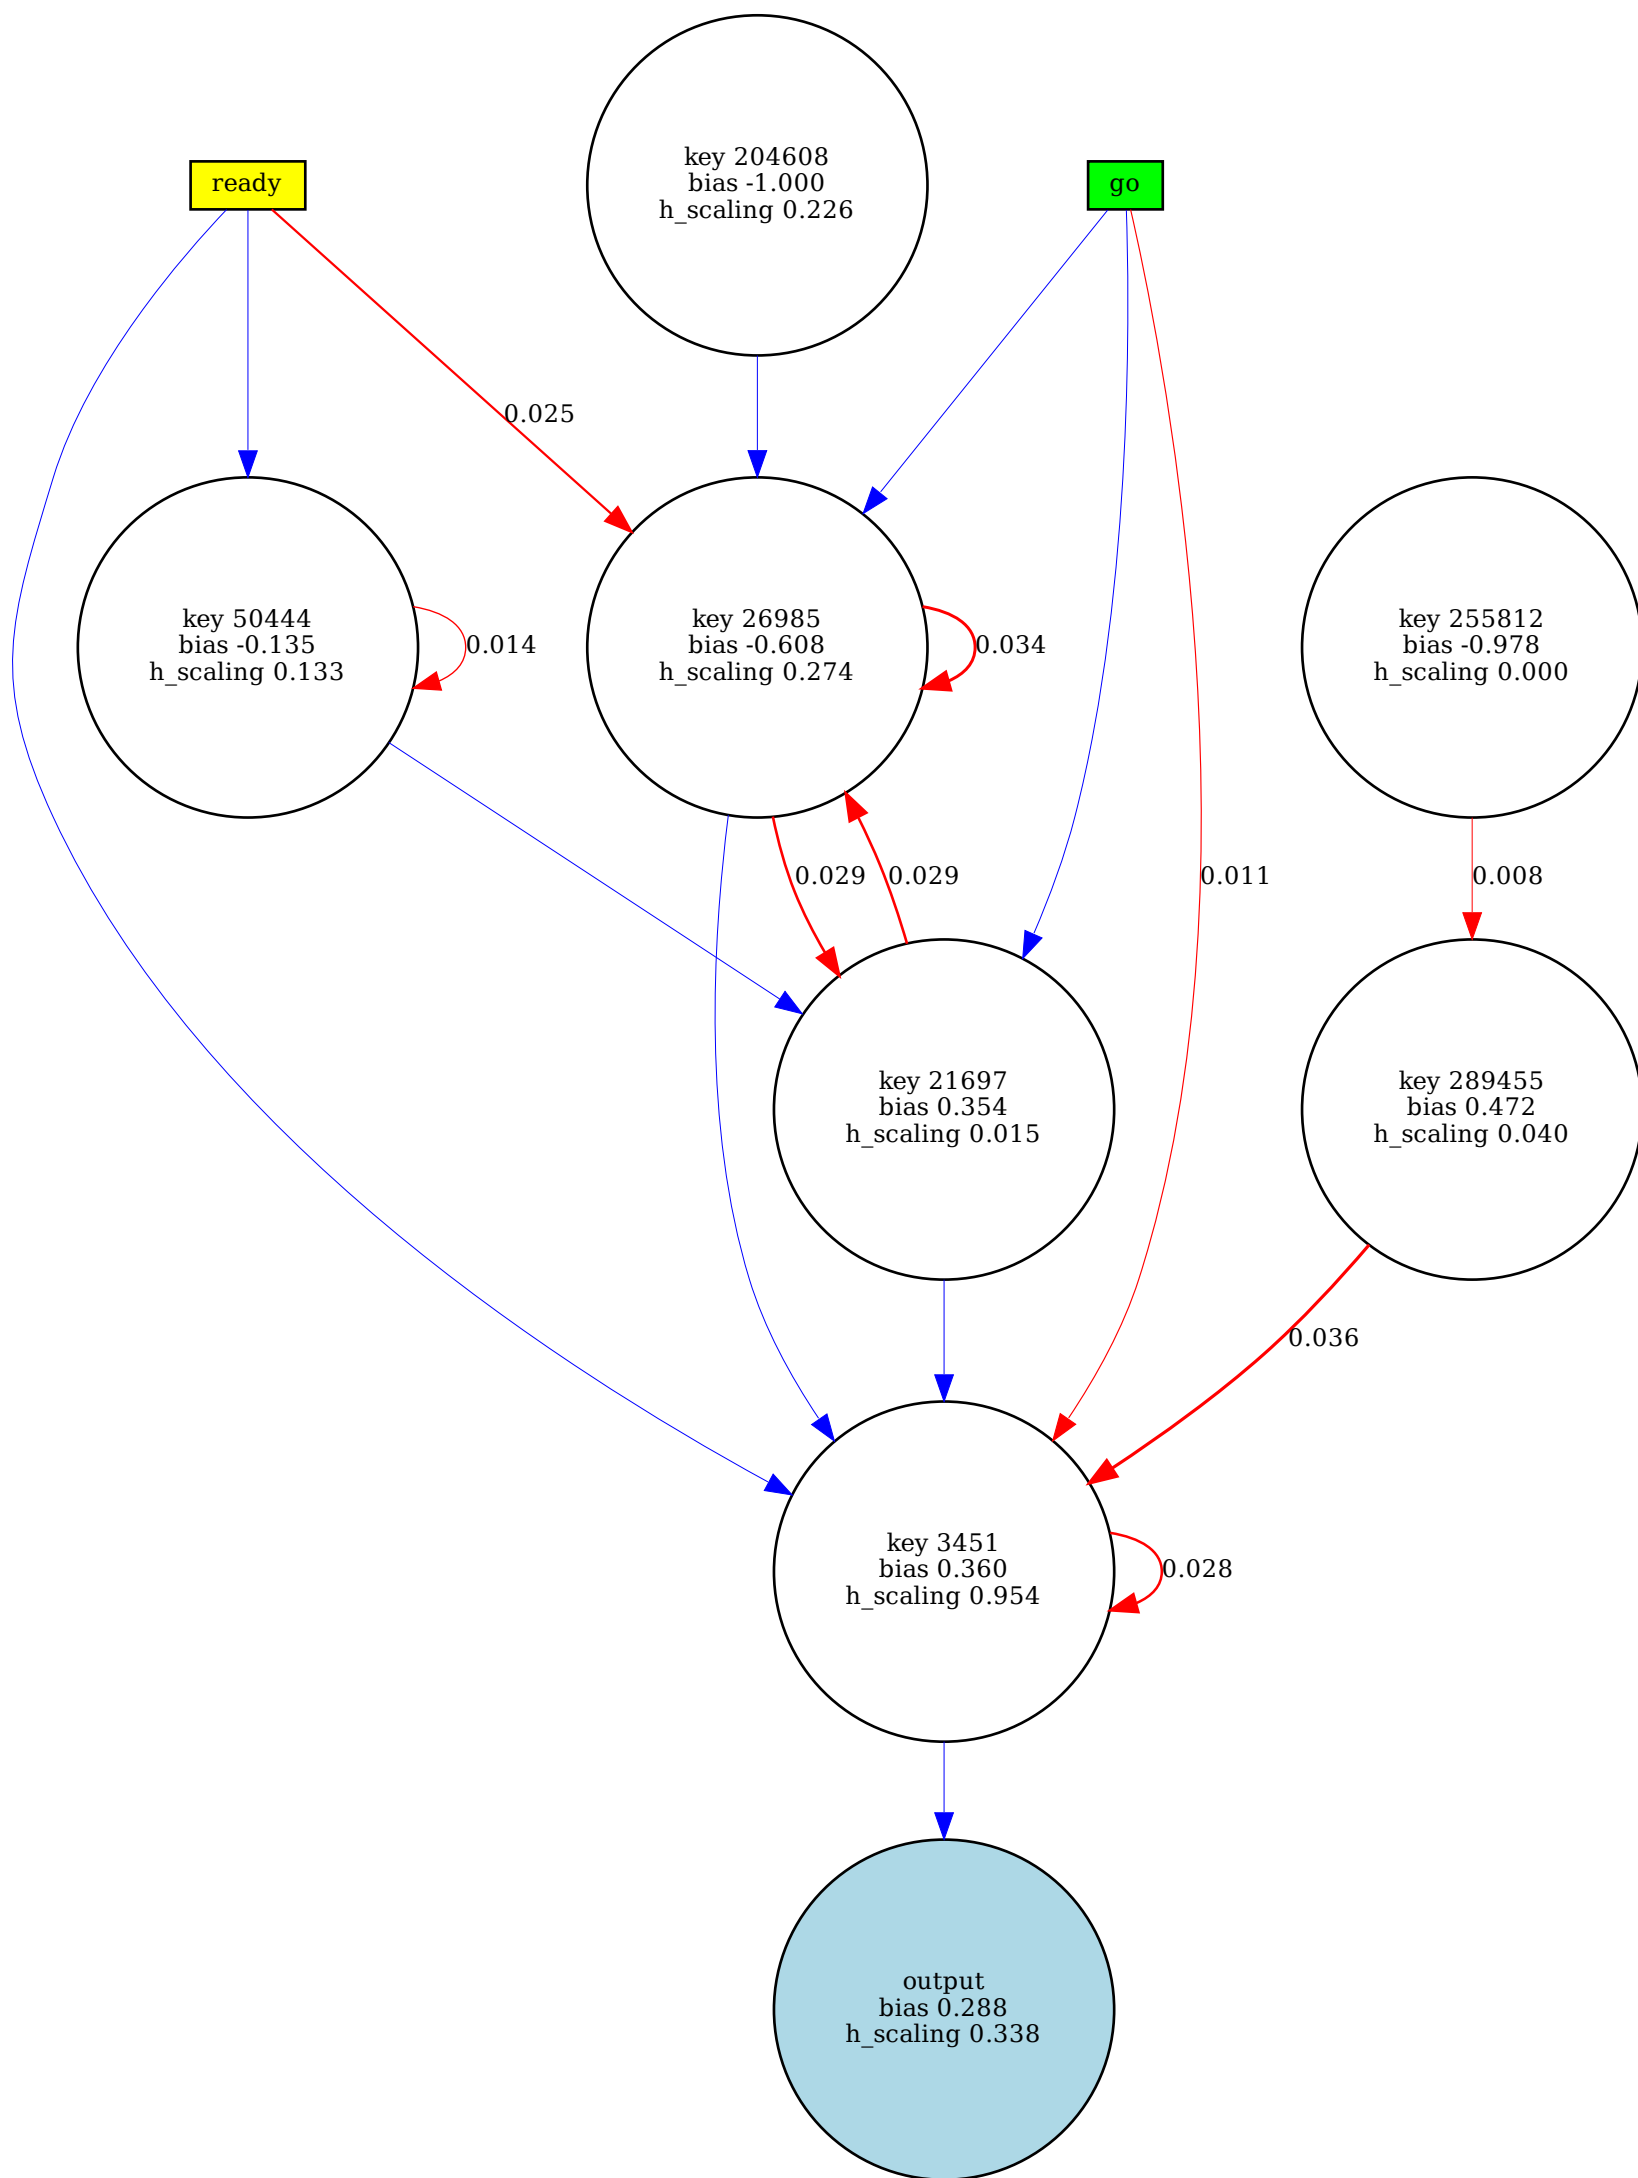 key 204608
bias -1.000
h_scaling 0.226
ready
go
0.025
key 50444
bias -0.135
h_scaling 0.133
0.014
key 26985
bias -0.608
h_scaling 0.274
0.034
key 255812
bias -0.978
h_scaling 0.000
0.029
0.029
0.011
0.008
key 21697
bias 0.354
h_scaling 0.015
key 289455
bias 0.472
h_scaling 0.040
0.036
key 3451
bias 0.360
h_scaling 0.954
0.028
output
bias 0.288
h_scaling 0.338